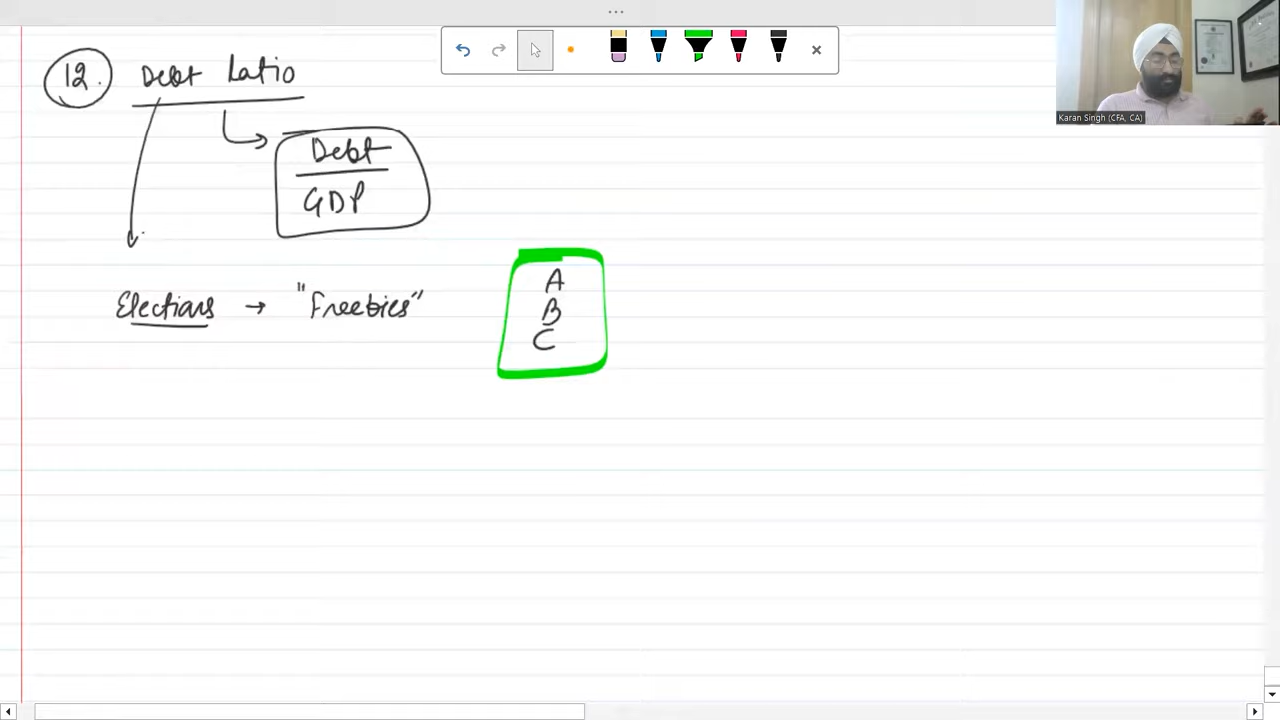 12. Debt Ratio
Debt
GDP
Elections → "Freebies"
A
B
C
Karan Singh (CFA, CA)